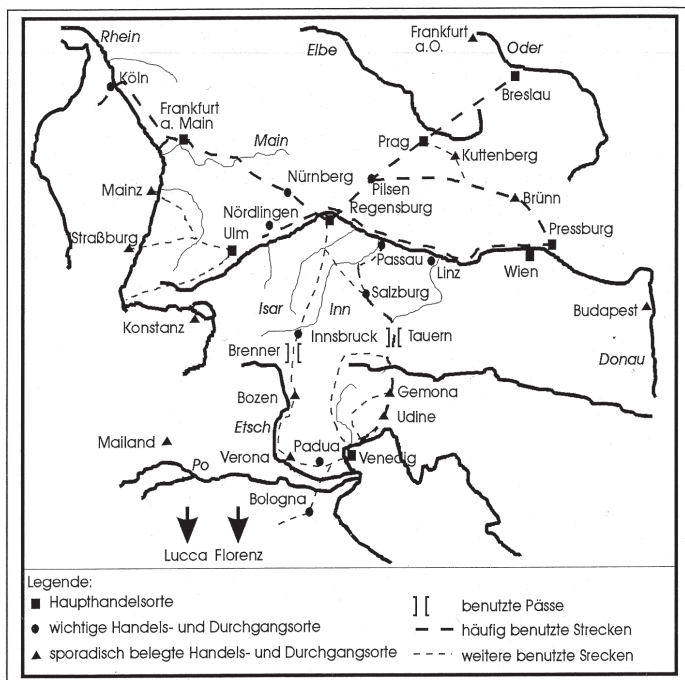 Rhein
Elbe
Frankfurt
a.O.
Oder
Köln
Breslau
Frankfurt
a. Main
Main
Prag
Kuttenberg
Nürnberg
Pilsen
Mainz
Brünn
Nördlingen
Regensburg
Straßburg
Ulm
Pressburg
Passau
Linz
Wien
Isar
Inn
Salzburg
Konstanz
Budapest
Innsbruck
Tauern
Brenner
Donau
Bozen
Gemona
Etsch
Udine
Mailand
Padua
Verona
Venedig
Po
Bologna
Lucca Florenz
Legende:
Haupthandelsorte
benutzte Pässe
wichtige Handels- und Durchgangsorte
häufig benutzte Strecken
sporadisch belegte Handels- und Durchgangsorte
weitere benutzte Strecken